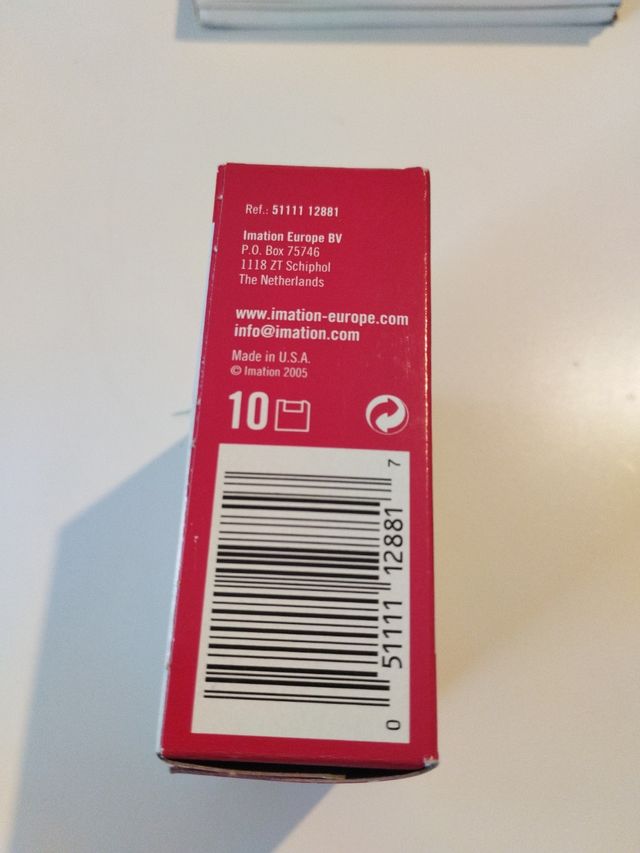 Ref.: 51111 12881
Imation Europe BV
P.O. Box 75746
1118 ZT Schiphol
The Netherlands
www.imation-europe.com
info@imation.com
Made in U.S.A.
© Imation 2005
10
0 51111 12881 7